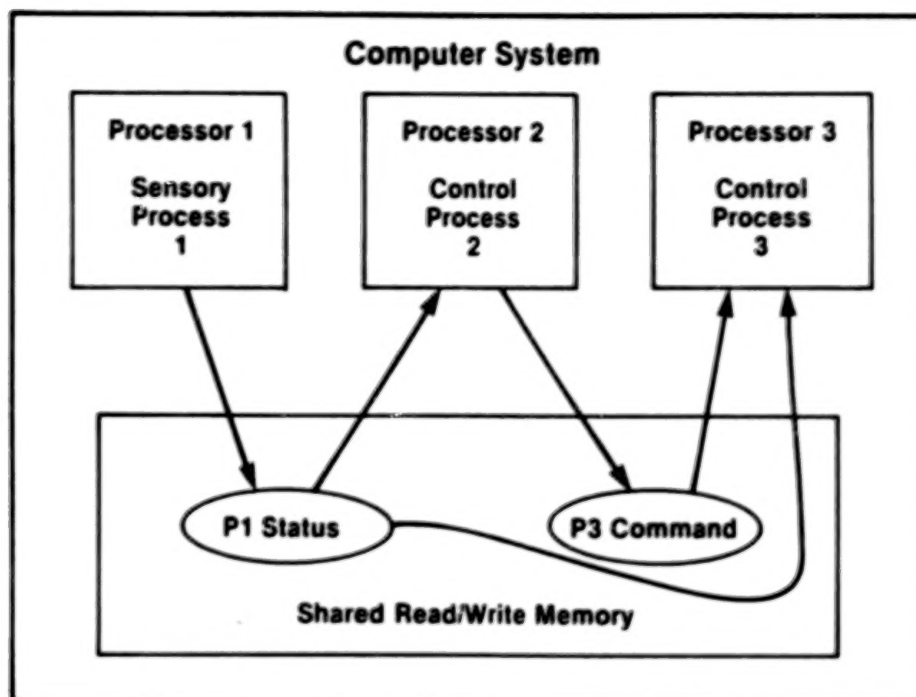 Computer System
Processor 1
Sensory
Process
1
Processor 2
Control
Process
2
Processor 3
Control
Process
3
P1 Status
P3 Command
Shared Read/Write Memory